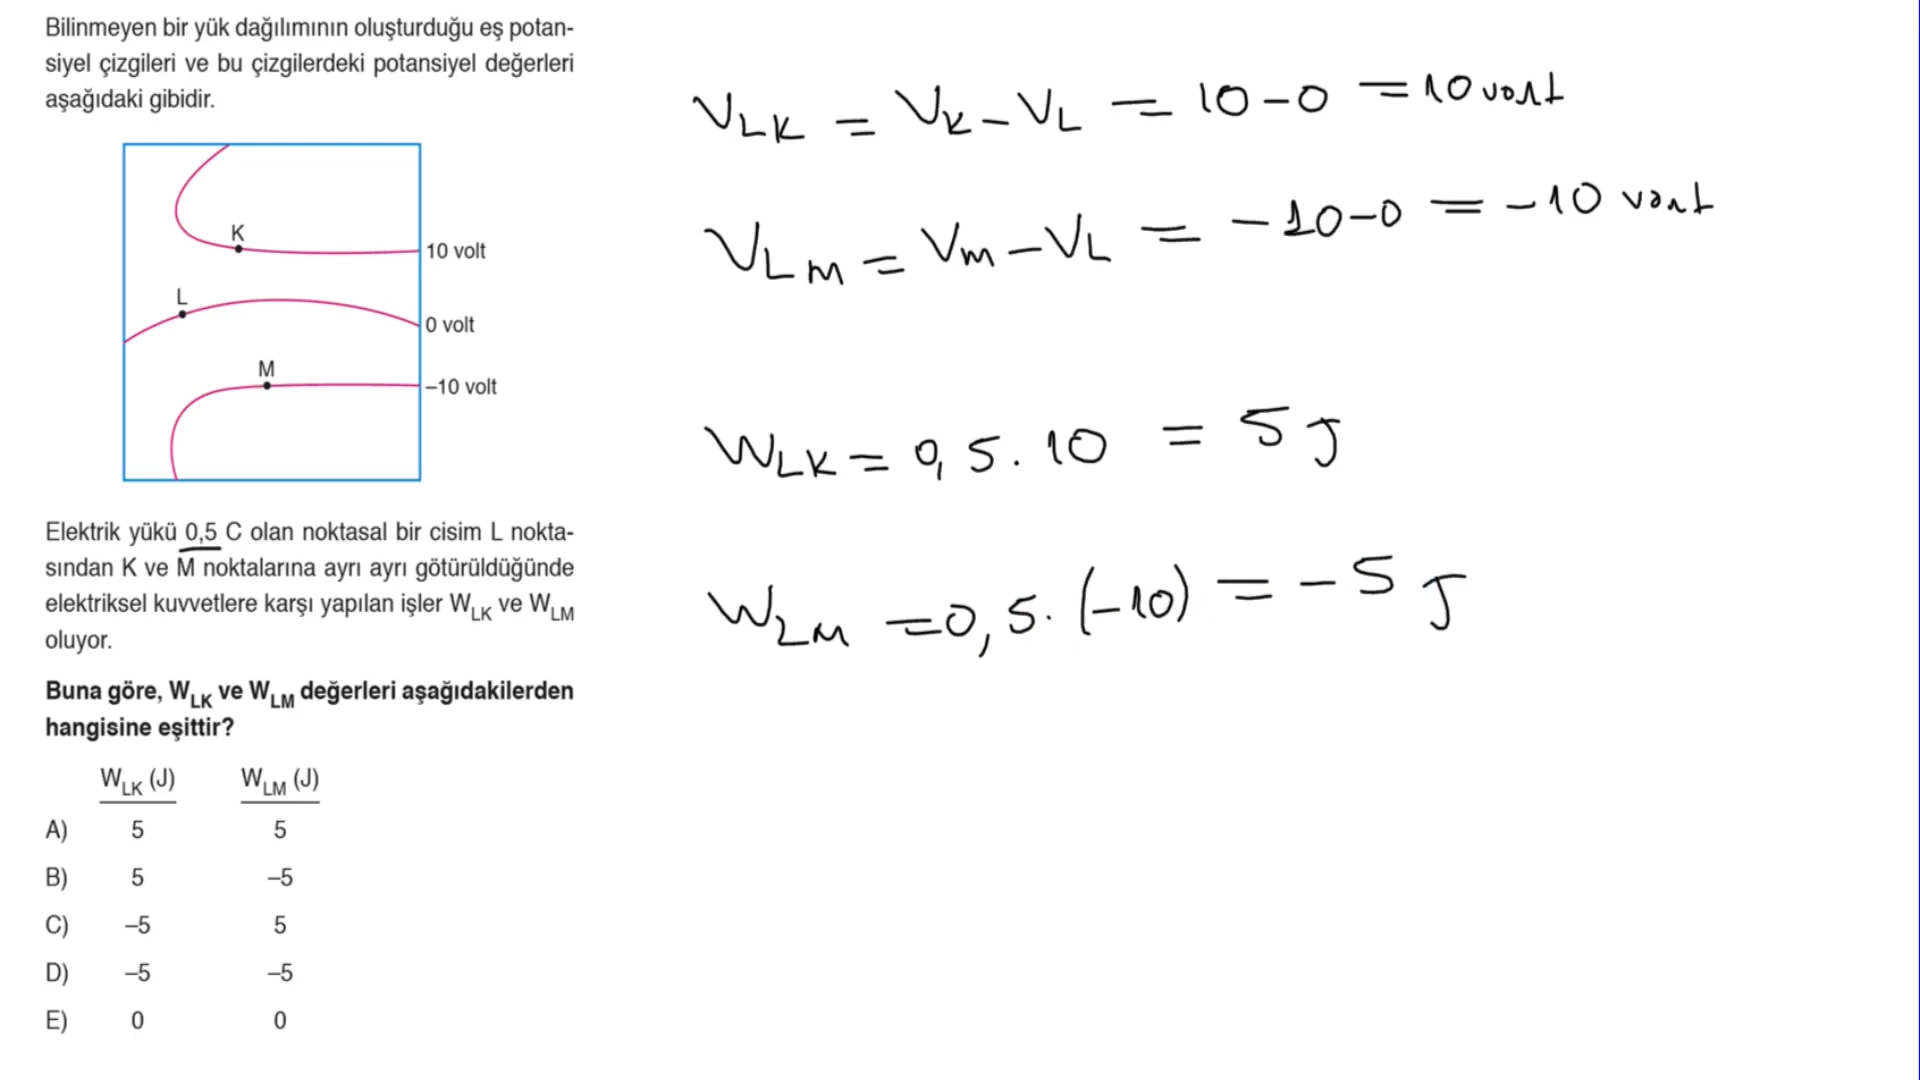 Bilinmeyen bir yük dağılımının oluşturduğu eş potan-
siyel çizgileri ve bu çizgilerdeki potansiyel değerleri
aşağıdaki gibidir.
K
10 volt
L
0 volt
M
–10 volt
Elektrik yükü 0,5 C olan noktasal bir cisim L nokta-
sından K ve M noktalarına ayrı ayrı götürüldüğünde
elektriksel kuvvetlere karşı yapılan işler W_LK ve W_LM
oluyor.
Buna göre, W_LK ve W_LM değerleri aşağıdakilerden
hangisine eşittir?
W_LK (J) W_LM (J)
A) 5 5
B) 5 –5
C) –5 5
D) –5 –5
E) 0 0
V_LK = V_K – V_L = 10 – 0 = 10 volt
V_LM = V_M – V_L = –10 – 0 = –10 volt
W_LK = 0,5 . 10 = 5 J
W_LM = 0,5 . (–10) = –5 J